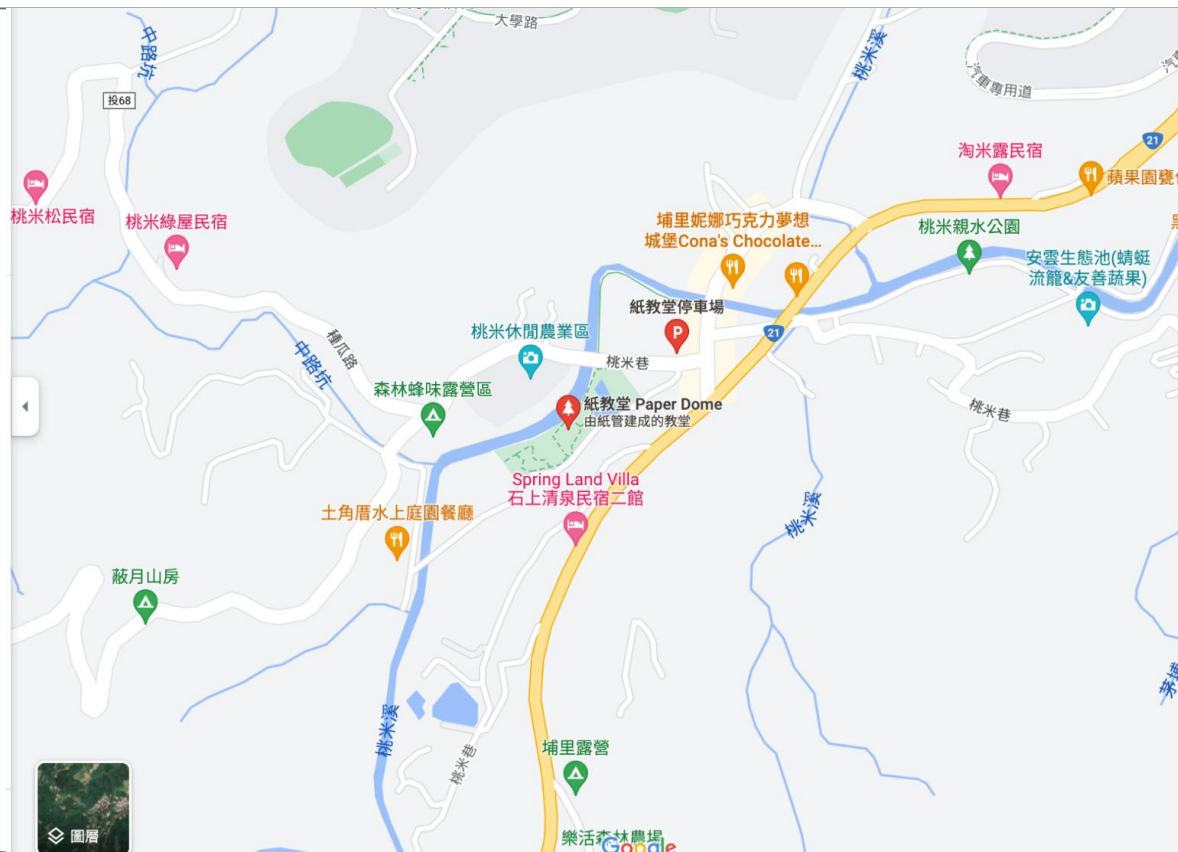 大學路
中路坑
桃米溪
汽車專用道
投68
21
淘米露民宿
桃米松民宿
桃米綠屋民宿
埔里妮娜巧克力夢想
城堡Cona's Chocolate...
桃米親水公園
安雲生態池(蜻蜓
流籠&友善蔬果)
紙教堂停車場
P
21
桃米休閒農業區
種瓜路
中路坑
桃米巷
森林蜂味露營區
紙教堂 Paper Dome
由紙管建成的教堂
桃米巷
Spring Land Villa
石上清泉民宿二館
桃米溪
土角厝水上庭園餐廳
蔽月山房
桃米溪
桃米巷
埔里露營
圖層
樂活森林農場
Google